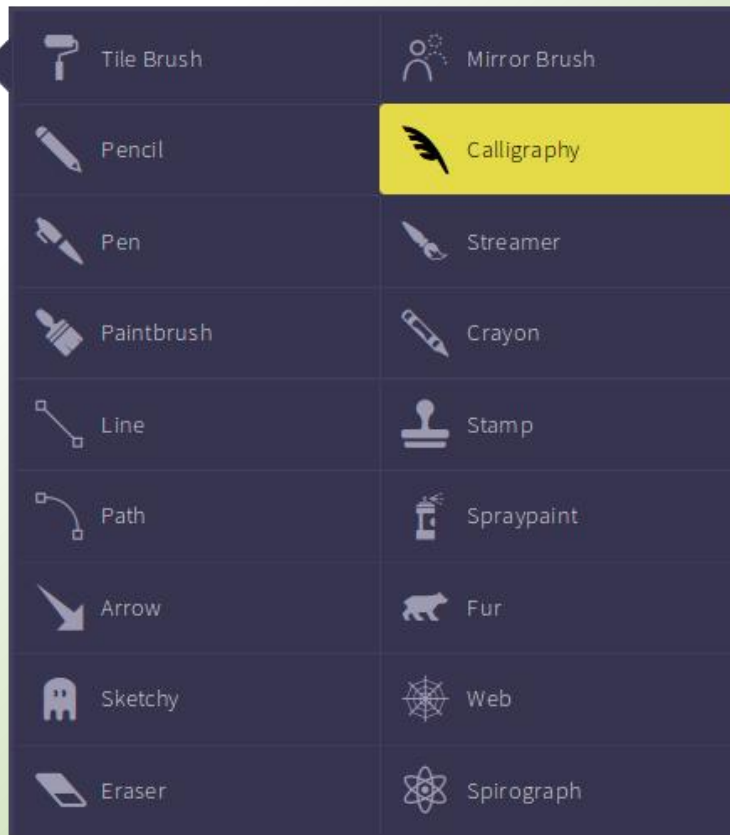 Tile Brush
Mirror Brush
Pencil
Calligraphy
Pen
Streamer
Paintbrush
Crayon
Line
Stamp
Path
Spraypaint
Arrow
Fur
Sketchy
Web
Eraser
Spirograph